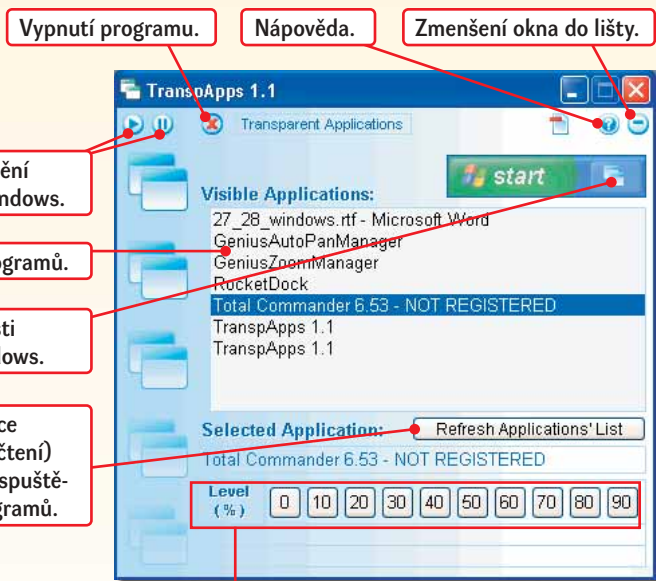 Vypnutí programu.
Nápověda.
Zmenšení okna do lišty.
TranspApps 1.1
Transparent Applications
ění
ndows.
start
Visible Applications:
27_28_windows.rtf - Microsoft Word
GeniusAutoPanManager
GeniusZoomManager
RocketDock
Total Commander 6.53 - NOT REGISTERED
TranspApps 1.1
TranspApps 1.1
ogramů.
sti
dows.
ce
čtení)
spuště-
gramů.
Selected Application:
Refresh Applications' List
Total Commander 6.53 - NOT REGISTERED
Level
(%)
0 10 20 30 40 50 60 70 80 90